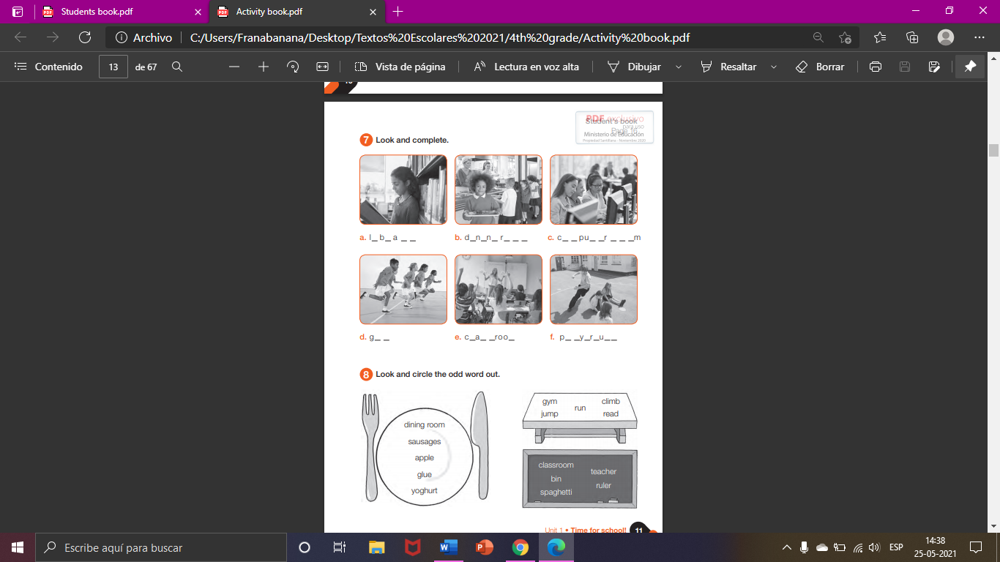 Students book.pdf
Activity book.pdf
Archivo
C:/Users/Franabanana/Desktop/Textos%20Escolares%202021/4th%20grade/Activity%20book.pdf
Contenido
13
de 67
Vista de página
Lectura en voz alta
Dibujar
Resaltar
Borrar
PDF exclusivo
Student's book
para uso
Page 16
Ministerio de Educación
Propiedad Santillana - Noviembre 2020
7 Look and complete.
a. l_ b_ a _ _
b. d_n_n_ r_ _ _
c. c_ _ pu_ _r _ _ _m
d. g_ _
e. c_a_ _roo_
f. p_ _y_r_u_ _
8 Look and circle the odd word out.
dining room
sausages
apple
glue
yoghurt
gym
climb
run
jump
read
classroom
teacher
bin
ruler
spaghetti
Unit 1 • Time for school!
11
Escribe aquí para buscar
ESP
14:38
25-05-2021